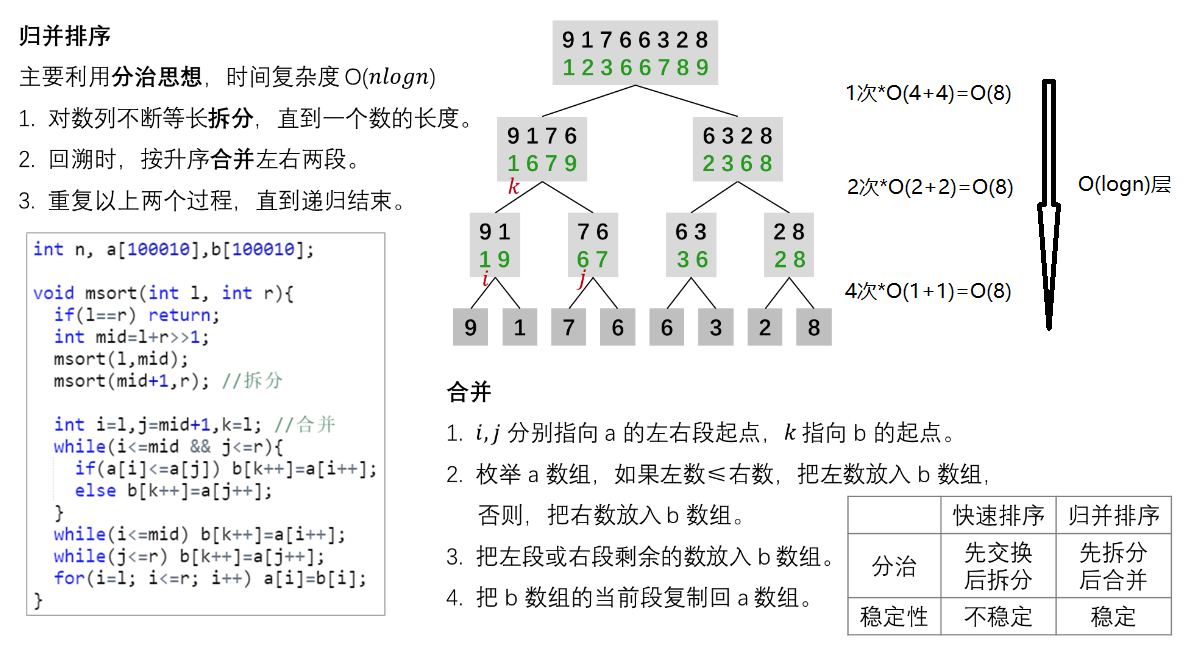 归并排序
主要利用分治思想，时间复杂度 O(nlogn)
1. 对数列不断等长拆分，直到一个数的长度。
2. 回溯时，按升序合并左右两段。
3. 重复以上两个过程，直到递归结束。
int n, a[100010],b[100010];
void msort(int l, int r){
if(l==r) return;
int mid=l+r>>1;
msort(l,mid);
msort(mid+1,r); //拆分
int i=l,j=mid+1,k=l; //合并
while(i<=mid && j<=r){
if(a[i]<=a[j]) b[k++]=a[i++];
else b[k++]=a[j++];
}
while(i<=mid) b[k++]=a[i++];
while(j<=r) b[k++]=a[j++];
for(i=l; i<=r; i++) a[i]=b[i];
}
9 1 7 6 6 3 2 8
1 2 3 6 6 7 8 9
9 1 7 6
1 6 7 9
k
6 3 2 8
2 3 6 8
9 1
1 9
i
7 6
6 7
j
6 3
3 6
2 8
2 8
9 1 7 6 6 3 2 8
1次*O(4+4)=O(8)
2次*O(2+2)=O(8)
4次*O(1+1)=O(8)
O(logn)层
合并
1. i,j 分别指向 a 的左右段起点，k 指向 b 的起点。
2. 枚举 a 数组，如果左数≤右数，把左数放入 b 数组，
否则，把右数放入 b 数组。
3. 把左段或右段剩余的数放入 b 数组。
4. 把 b 数组的当前段复制回 a 数组。
快速排序 归并排序
分治 先交换后拆分 先拆分后合并
稳定性 不稳定 稳定